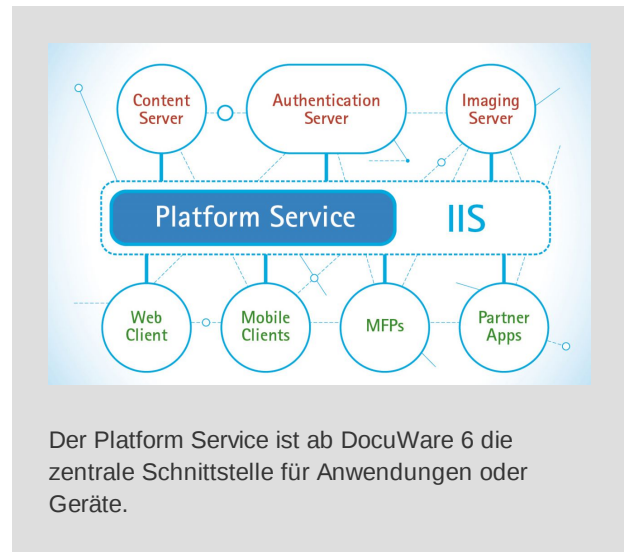 Content
Server
Authentication
Server
Imaging
Server
Platform Service
IIS
Web
Client
Mobile
Clients
MFPs
Partner
Apps
Der Platform Service ist ab DocuWare 6 die
zentrale Schnittstelle für Anwendungen oder
Geräte.